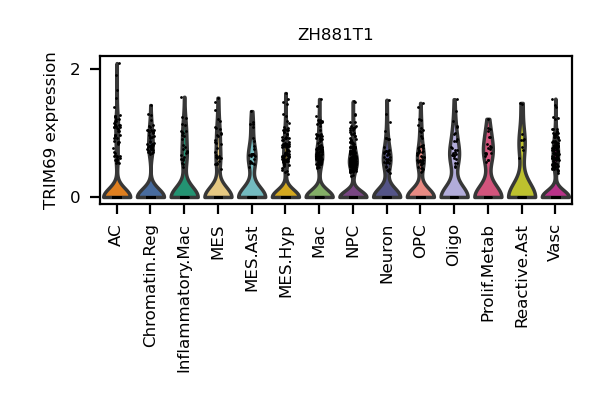 ZH881T1
TRIM69 expression
2
0
AC
Chromatin.Reg
Inflammatory.Mac
MES
MES.Ast
MES.Hyp
Mac
NPC
Neuron
OPC
Oligo
Prolif.Metab
Reactive.Ast
Vasc